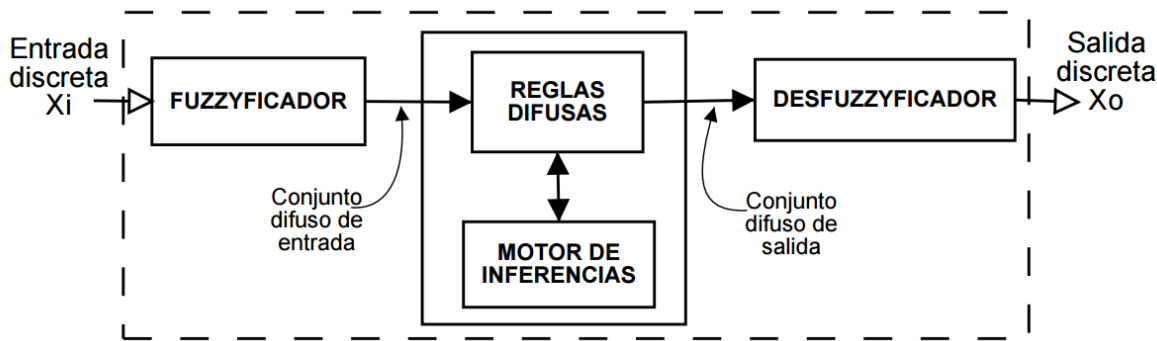 Entrada
discreta
Xi
FUZZYFICADOR
Conjunto
difuso de
entrada
REGLAS
DIFUSAS
MOTOR DE
INFERENCIAS
Conjunto
difuso de
salida
DESFUZZYFICADOR
Salida
discreta
Xo